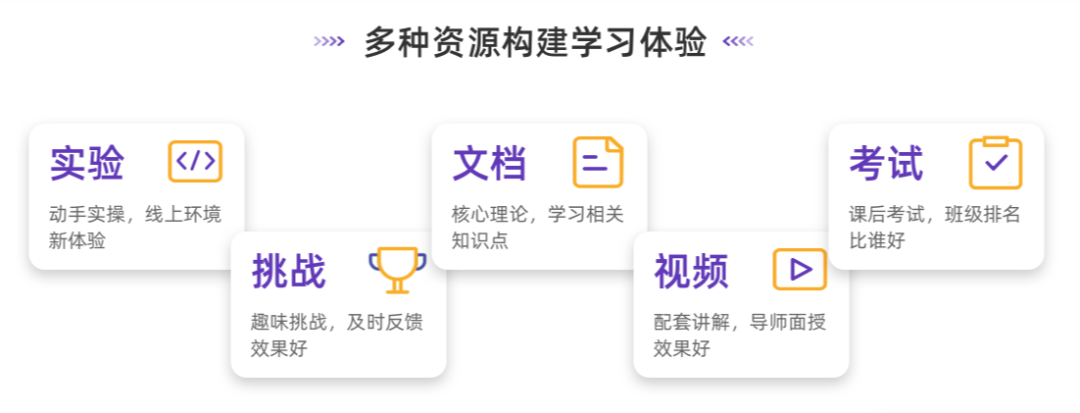 多种资源构建学习体验
实验
动手实操，线上环境
新体验
挑战
趣味挑战，及时反馈
效果好
文档
核心理论，学习相关
知识点
视频
配套讲解，导师面授
效果好
考试
课后考试，班级排名
比谁好